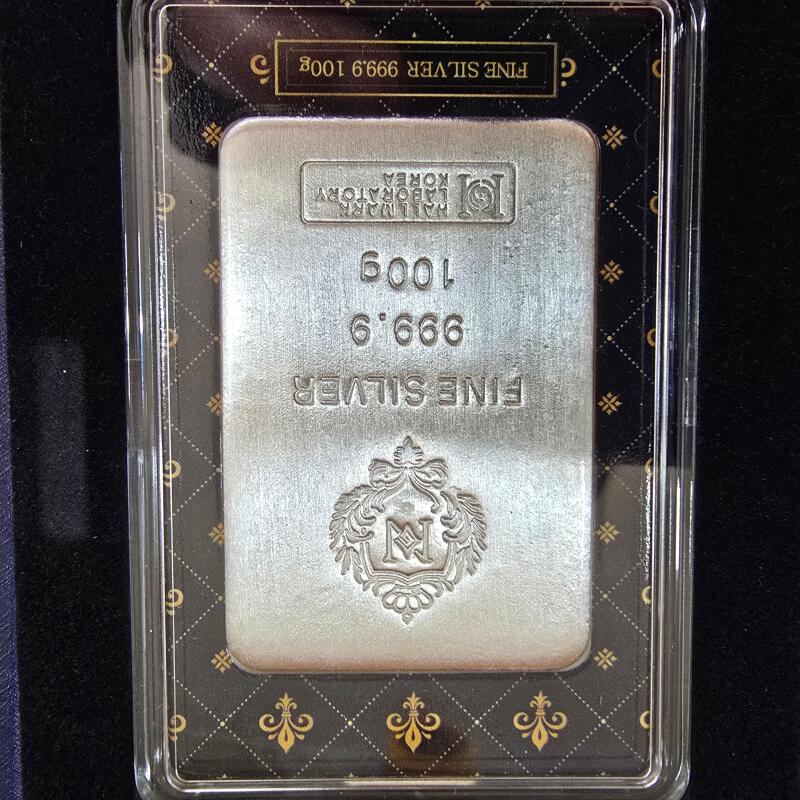 FINE SILVER
999.9
100g
HALLMARK
LABORATORY
KOREA
FINE SILVER 999.9 100g